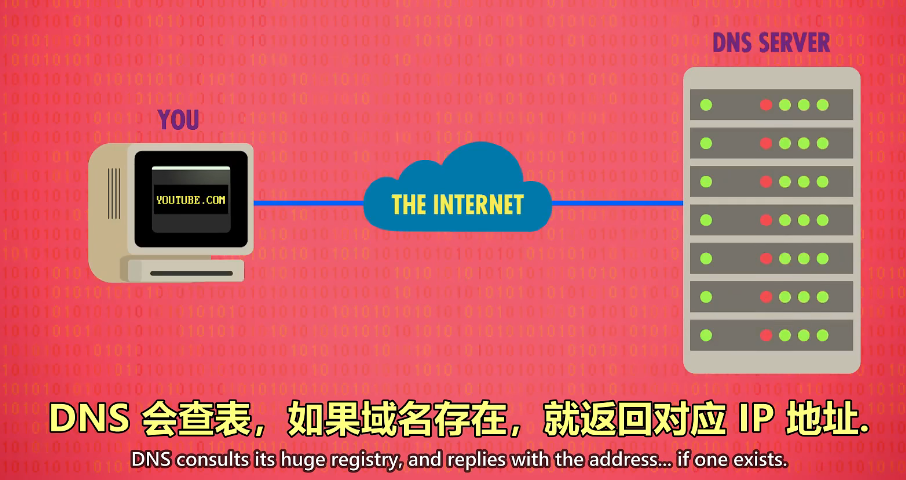 DNS SERVER
YOU
YOUTUBE.COM
THE INTERNET
DNS 会查表，如果域名存在，就返回对应 IP 地址.
DNS consults its huge registry, and replies with the address... if one exists.